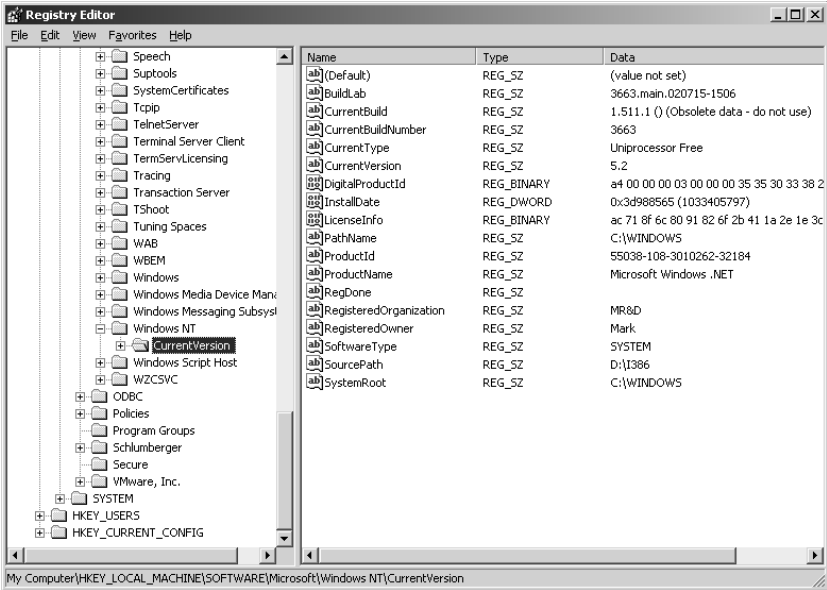 Registry Editor
File Edit View Favorites Help
Speech
Suptools
SystemCertificates
Tcpip
TelnetServer
Terminal Server Client
TermServLicensing
Tracing
Transaction Server
TShoot
Tuning Spaces
WAB
WBEM
Windows
Windows Media Device Mana
Windows Messaging Subsyst
Windows NT
CurrentVersion
Windows Script Host
WZCSVC
ODBC
Policies
Program Groups
Schlumberger
Secure
VMware, Inc.
SYSTEM
HKEY_USERS
HKEY_CURRENT_CONFIG
Name Type Data
(Default) REG_SZ (value not set)
BuildLab REG_SZ 3663.main.020715-1506
CurrentBuild REG_SZ 1.511.1 () (Obsolete data - do not use)
CurrentBuildNumber REG_SZ 3663
CurrentType REG_SZ Uniprocessor Free
CurrentVersion REG_SZ 5.2
DigitalProductId REG_BINARY a4 00 00 00 03 00 00 00 35 35 30 33 38 2
InstallDate REG_DWORD 0x3d988565 (1033405797)
LicenseInfo REG_BINARY ac 71 8f 6c 80 91 82 6f 2b 41 1a 2e 1e 3c
PathName REG_SZ C:\WINDOWS
ProductId REG_SZ 55038-108-3010262-32184
ProductName REG_SZ Microsoft Windows .NET
RegDone REG_SZ
RegisteredOrganization REG_SZ MR&D
RegisteredOwner REG_SZ Mark
SoftwareType REG_SZ SYSTEM
SourcePath REG_SZ D:\I386
SystemRoot REG_SZ C:\WINDOWS
My Computer\HKEY_LOCAL_MACHINE\SOFTWARE\Microsoft\Windows NT\CurrentVersion